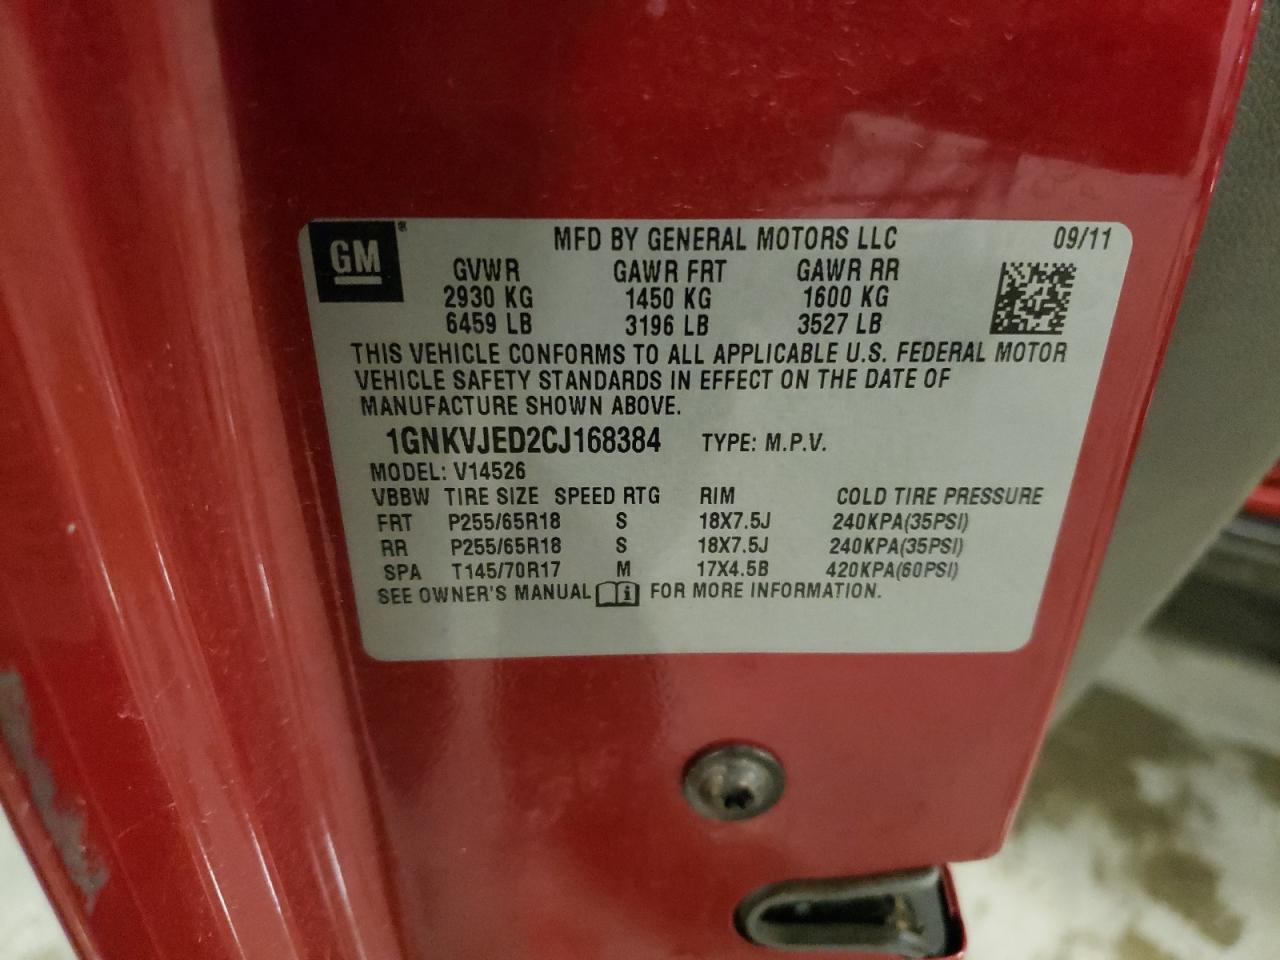 GM®
MFD BY GENERAL MOTORS LLC 09/11
GVWR GAWR FRT GAWR RR
2930 KG 1450 KG 1600 KG
6459 LB 3196 LB 3527 LB
THIS VEHICLE CONFORMS TO ALL APPLICABLE U.S. FEDERAL MOTOR
VEHICLE SAFETY STANDARDS IN EFFECT ON THE DATE OF
MANUFACTURE SHOWN ABOVE.
1GNKVJED2CJ168384 TYPE: M.P.V.
MODEL: V14526
VBBW TIRE SIZE SPEED RTG RIM COLD TIRE PRESSURE
FRT P255/65R18 S 18X7.5J 240KPA(35PSI)
RR P255/65R18 S 18X7.5J 240KPA(35PSI)
SPA T145/70R17 M 17X4.5B 420KPA(60PSI)
SEE OWNER'S MANUAL i FOR MORE INFORMATION.